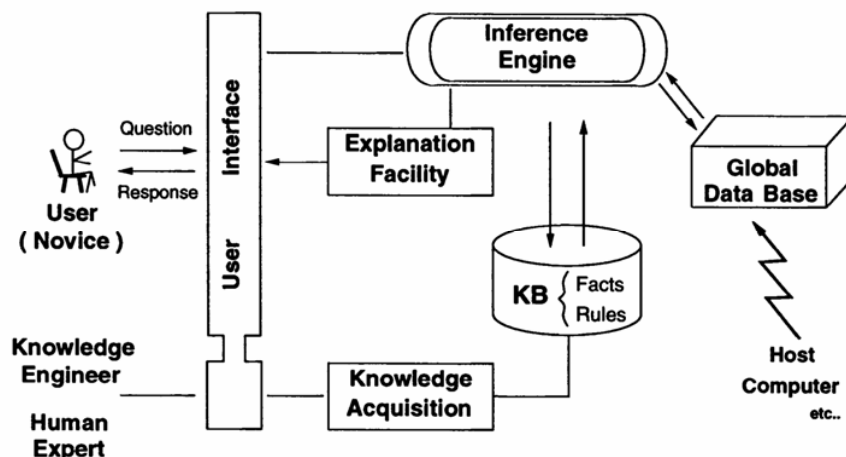 Inference
Engine
Question
Response
User
( Novice )
User Interface
Explanation
Facility
Global
Data Base
KB { Facts
Rules
Knowledge
Engineer
Human
Expert
Knowledge
Acquisition
Host
Computer
etc..